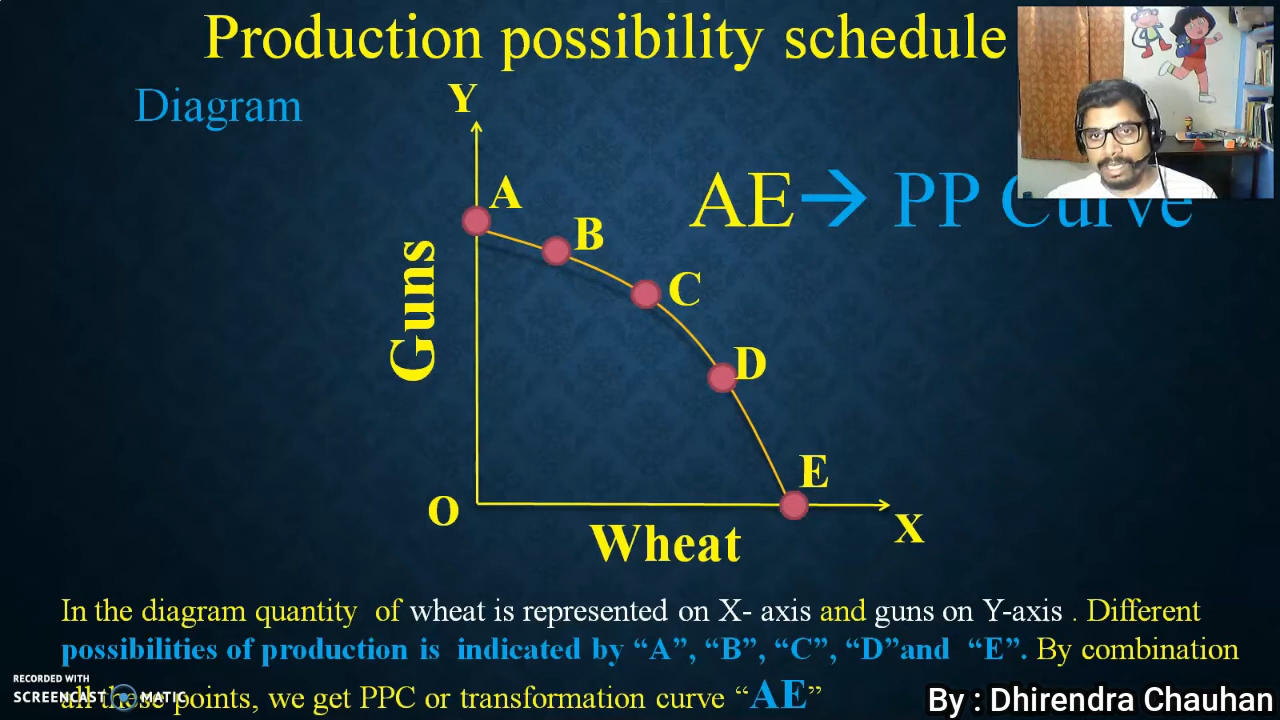 Production possibility schedule
Diagram
Y
A
AE→ PP Curve
B
Guns
C
D
E
O
X
Wheat
In the diagram quantity of wheat is represented on X- axis and guns on Y-axis . Different
possibilities of production is indicated by “A”, “B”, “C”, “D”and “E”. By combination
all these points, we get PPC or transformation curve “AE”
RECORDED WITH
SCREENCAST MATIC
By : Dhirendra Chauhan